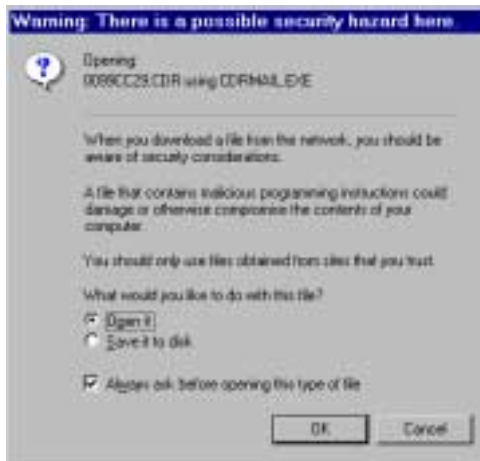 Warning: There is a possible security hazard here.
Opening:
using CDRMAIL.EXE
When you download a file from the network, you should be
aware of security considerations.
A file that contains malicious programming instructions could
damage or otherwise compromise the contents of your
computer.
You should only use files obtained from sites that you trust.
What would you like to do with this file?
Open it
Save it to disk
Always ask before opening this type of file
OK
Cancel